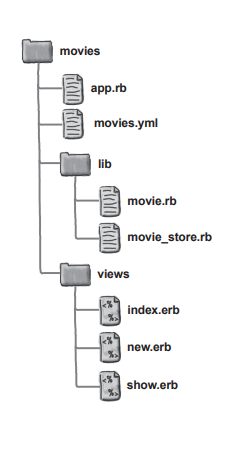 movies
app.rb
movies.yml
lib
movie.rb
movie_store.rb
views
index.erb
<%
%>
new.erb
<%
%>
show.erb
<%
%>